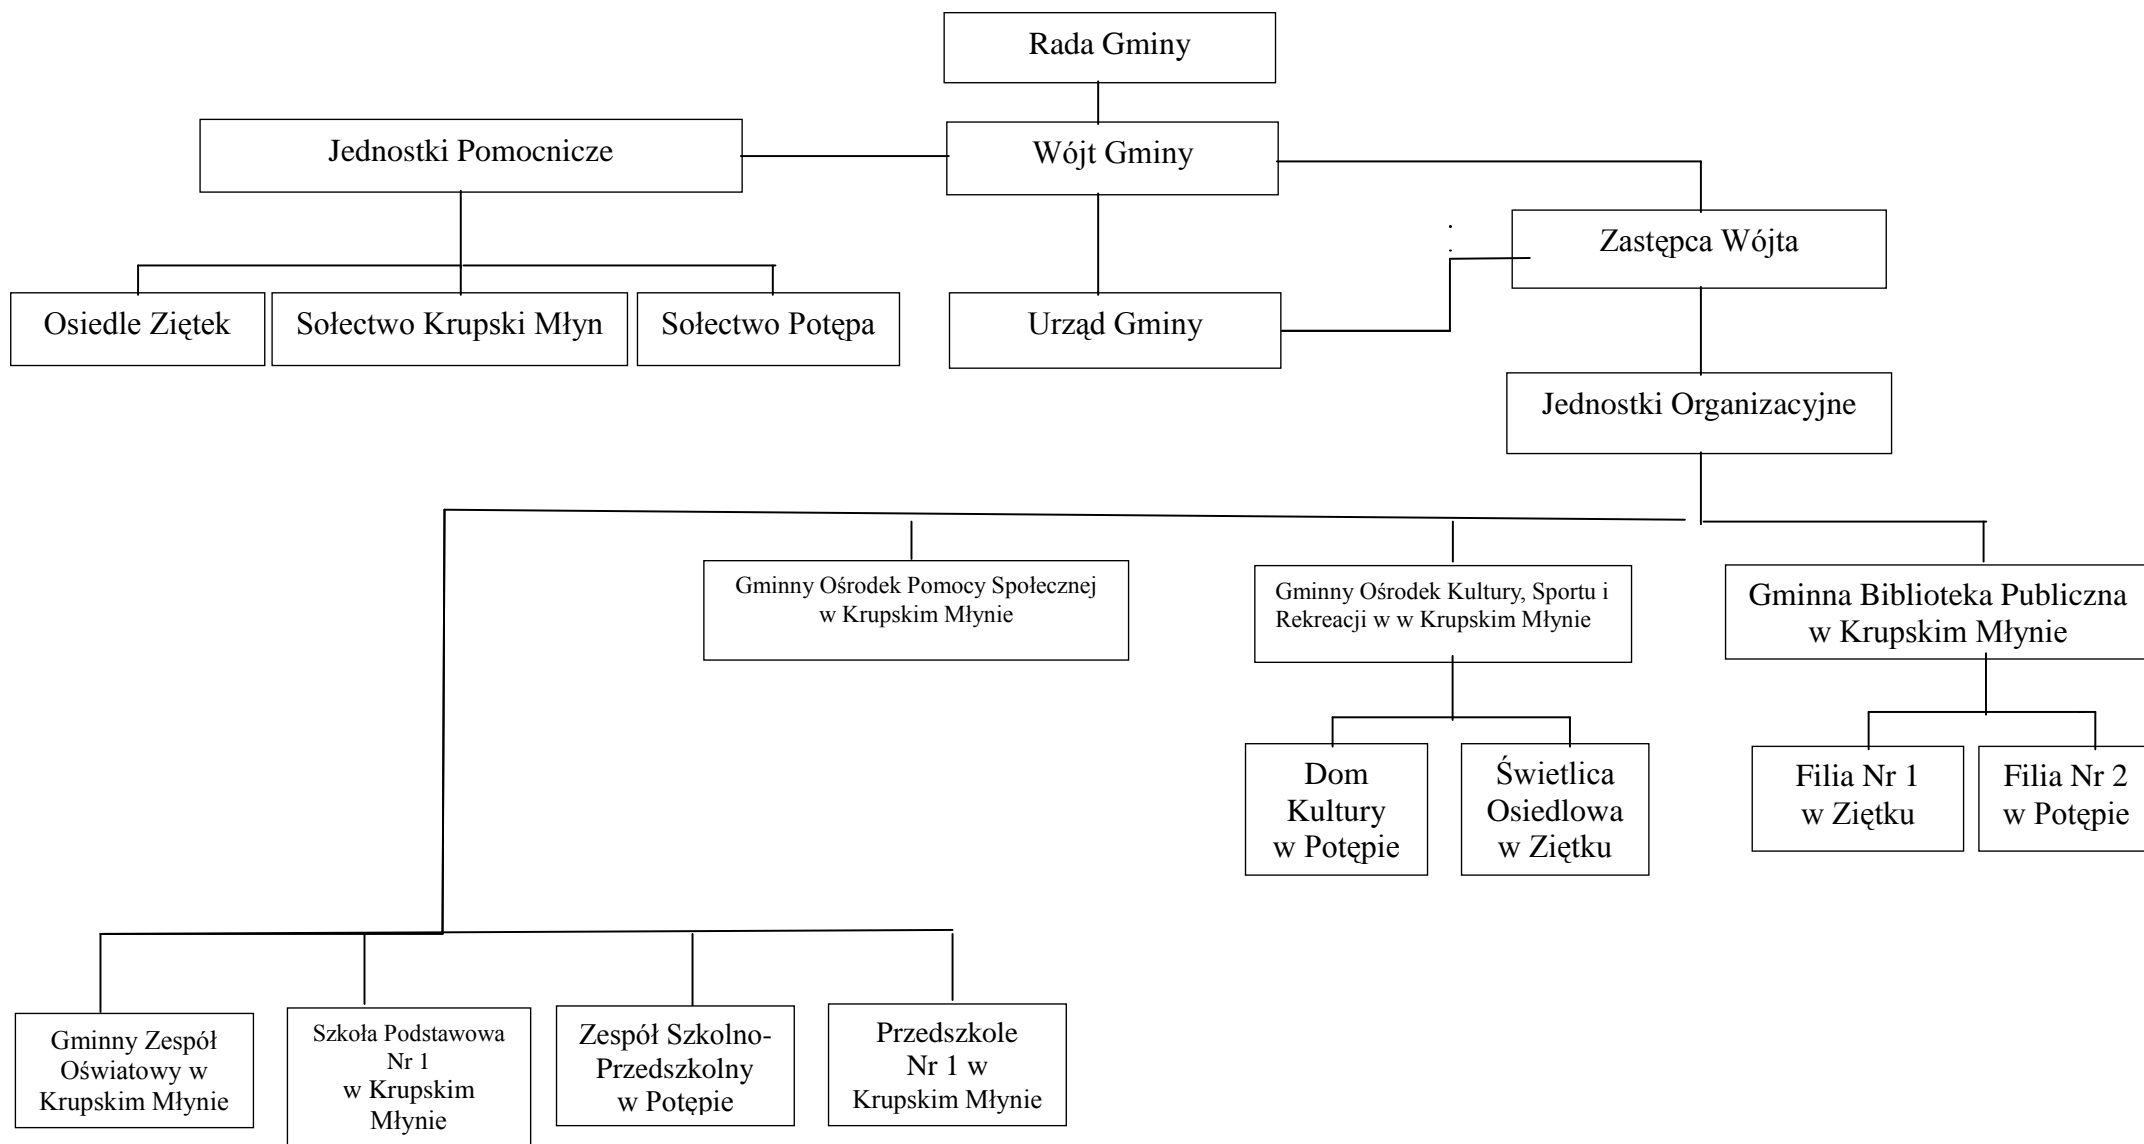 Rada Gminy
Jednostki Pomocnicze
Wójt Gminy
Zastępca Wójta
Osiedle Ziętek
Sołectwo Krupski Młyn
Sołectwo Potępa
Urząd Gminy
Jednostki Organizacyjne
Gminny Ośrodek Pomocy Społecznej
w Krupskim Młynie
Gminny Ośrodek Kultury, Sportu i
Rekreacji w w Krupskim Młynie
Gminna Biblioteka Publiczna
w Krupskim Młynie
Dom
Kultury
w Potępie
Świetlica
Osiedlowa
w Ziętku
Filia Nr 1
w Ziętku
Filia Nr 2
w Potępie
Gminny Zespół
Oświatowy w
Krupskim Młynie
Szkoła Podstawowa
Nr 1
w Krupskim
Młynie
Zespół Szkolno-
Przedszkolny
w Potępie
Przedszkole
Nr 1 w
Krupskim Młynie